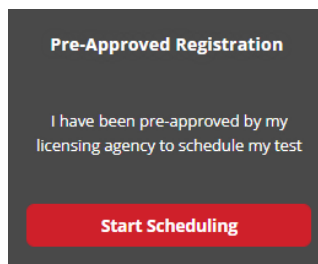 Pre-Approved Registration
I have been pre-approved by my
licensing agency to schedule my test
Start Scheduling